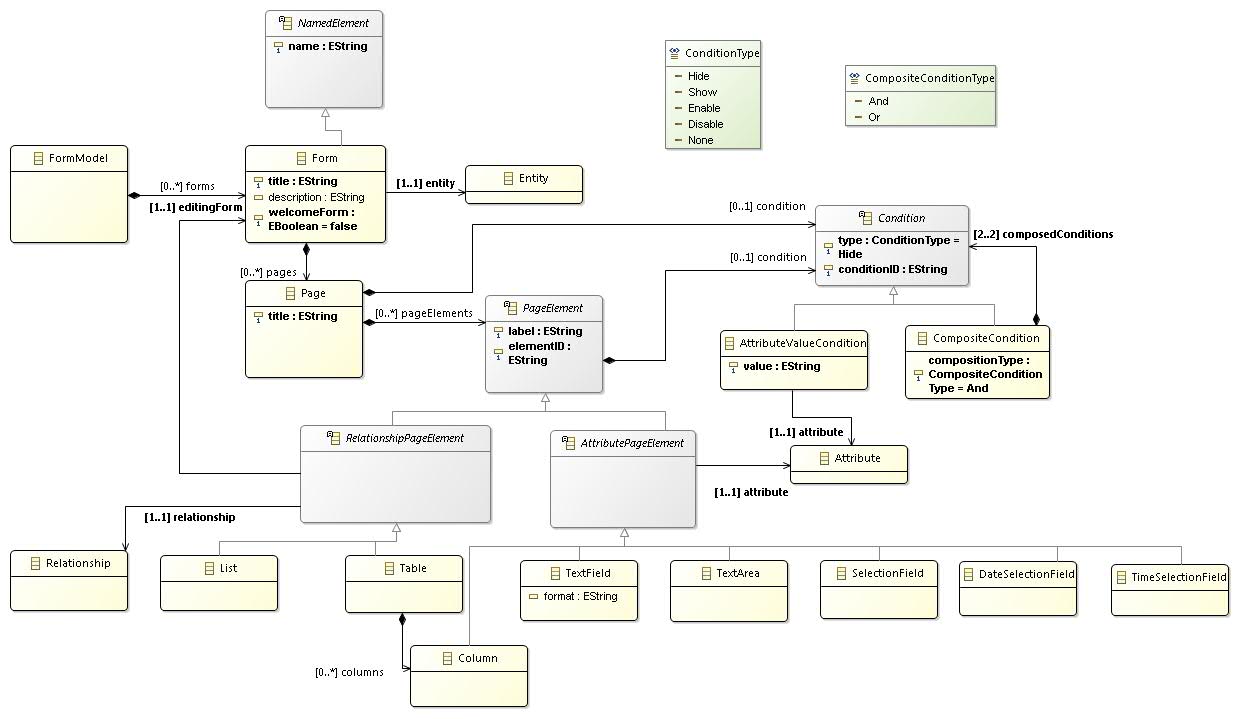 NamedElement
name : EString
ConditionType
Hide
Show
Enable
Disable
None
CompositeConditionType
And
Or
FormModel
[0..*] forms
[1..1] editingForm
Form
title : EString
description : EString
welcomeForm :
EBoolean = false
[1..1] entity
Entity
[0..1] condition
[0..1] condition
Condition
type : ConditionType =
Hide
conditionID : EString
[2..2] composedConditions
[0..*] pages
Page
title : EString
[0..*] pageElements
PageElement
label : EString
elementID :
EString
AttributeValueCondition
value : EString
CompositeCondition
compositionType :
CompositeCondition
Type = And
[1..1] attribute
RelationshipPageElement
AttributePageElement
Attribute
[1..1] attribute
[1..1] relationship
Relationship
List
Table
TextField
format : EString
TextArea
SelectionField
DateSelectionField
TimeSelectionField
[0..*] columns
Column